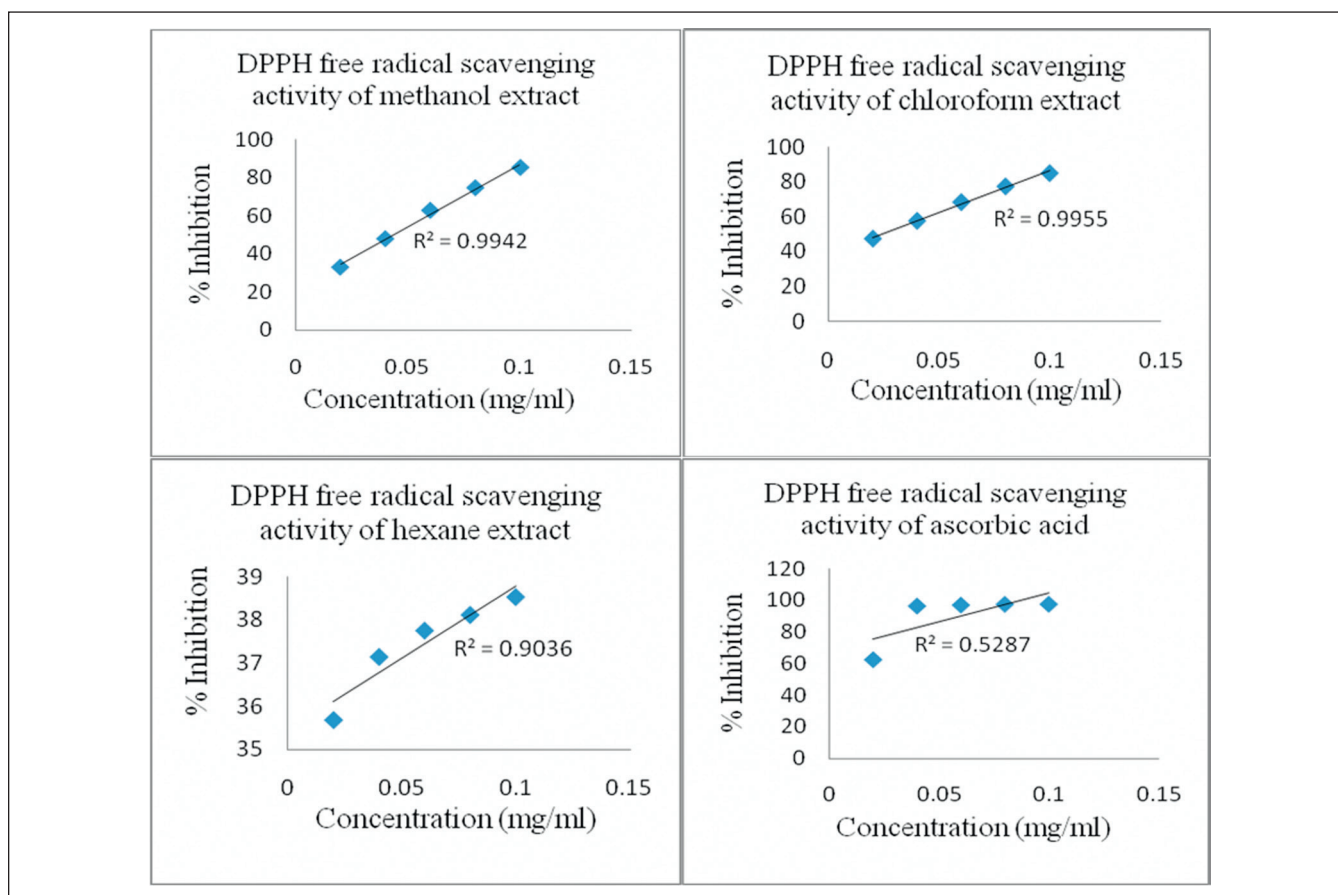 DPPH free radical scavenging
activity of methanol extract
% Inhibition
100
80
60
40
20
0
R² = 0.9942
0 0.05 0.1 0.15
Concentration (mg/ml)
DPPH free radical scavenging
activity of chloroform extract
% Inhibition
100
80
60
40
20
0
R² = 0.9955
0 0.05 0.1 0.15
Concentration (mg/ml)
DPPH free radical scavenging
activity of hexane extract
% Inhibition
39
38
37
36
35
R² = 0.9036
0 0.05 0.1 0.15
Concentration (mg/ml)
DPPH free radical scavenging
activity of ascorbic acid
% Inhibition
120
100
80
60
40
20
0
R² = 0.5287
0 0.05 0.1 0.15
Concentration (mg/ml)